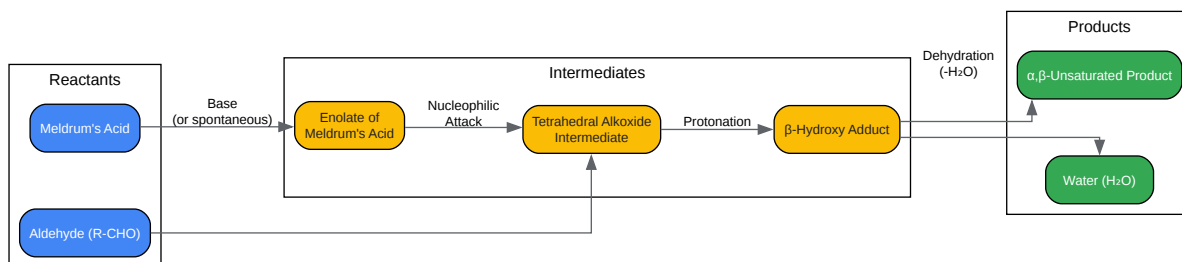 Reactants
Meldrum's Acid
Aldehyde (R-CHO)
Base
(or spontaneous)
Intermediates
Enolate of
Meldrum's Acid
Nucleophilic
Attack
Tetrahedral Alkoxide
Intermediate
Protonation
β-Hydroxy Adduct
Dehydration
(-H₂O)
Products
α,β-Unsaturated Product
Water (H₂O)